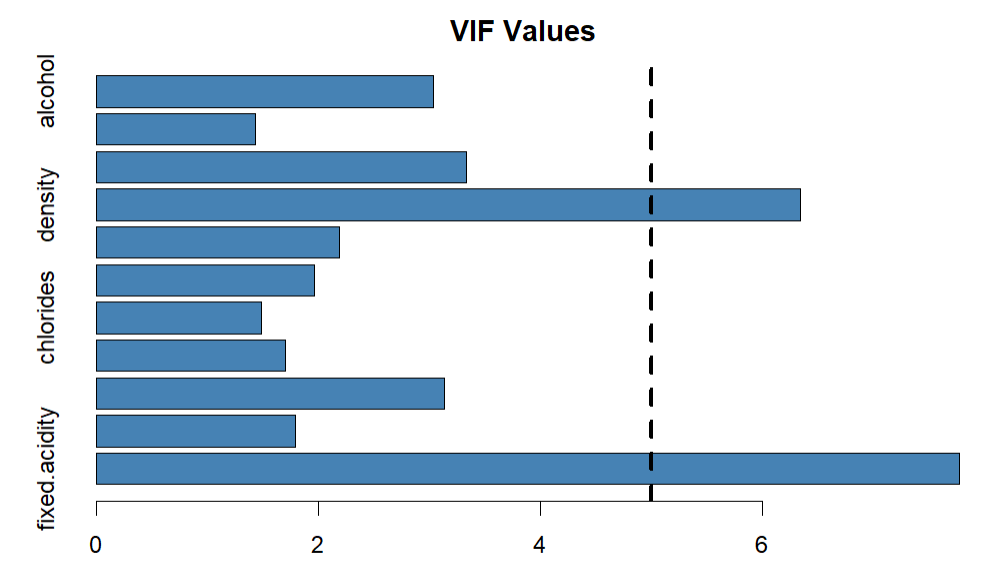 VIF Values
alcohol
density
chlorides
fixed.acidity
0 2 4 6